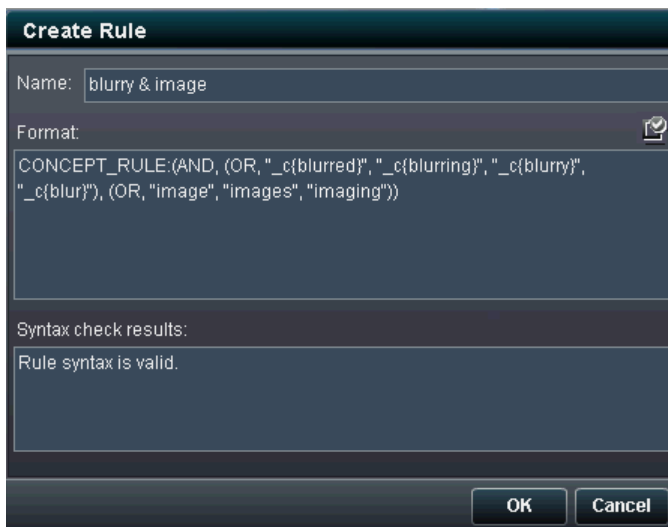 Create Rule
Name: blurry & image
Format:
CONCEPT_RULE:(AND, (OR, "_c{blurred}", "_c{blurring}", "_c{blurry}",
"_c{blur}"), (OR, "image", "images", "imaging"))
Syntax check results:
Rule syntax is valid.
OK Cancel